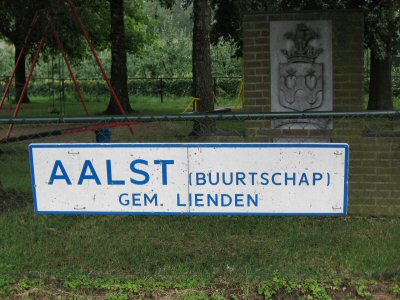 AALST (BUURTSCHAP)
GEM. LIENDEN